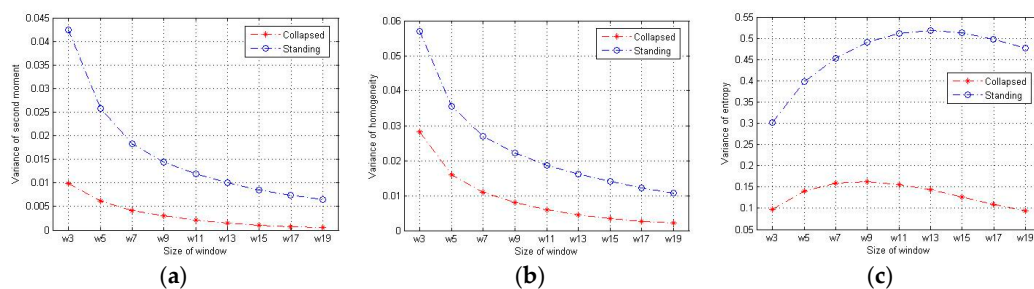 Variance of second moment
0.045
0.04
0.035
0.03
0.025
0.02
0.015
0.01
0.005
0
w3 w5 w7 w9 w11 w13 w15 w17 w19
Size of window
Collapsed
Standing
(a)
Variance of homogeneity
0.06
0.05
0.04
0.03
0.02
0.01
0
w3 w5 w7 w9 w11 w13 w15 w17 w19
Size of window
Collapsed
Standing
(b)
Variance of entropy
0.55
0.5
0.45
0.4
0.35
0.3
0.25
0.2
0.15
0.1
0.05
w3 w5 w7 w9 w11 w13 w15 w17 w19
Size of window
Collapsed
Standing
(c)